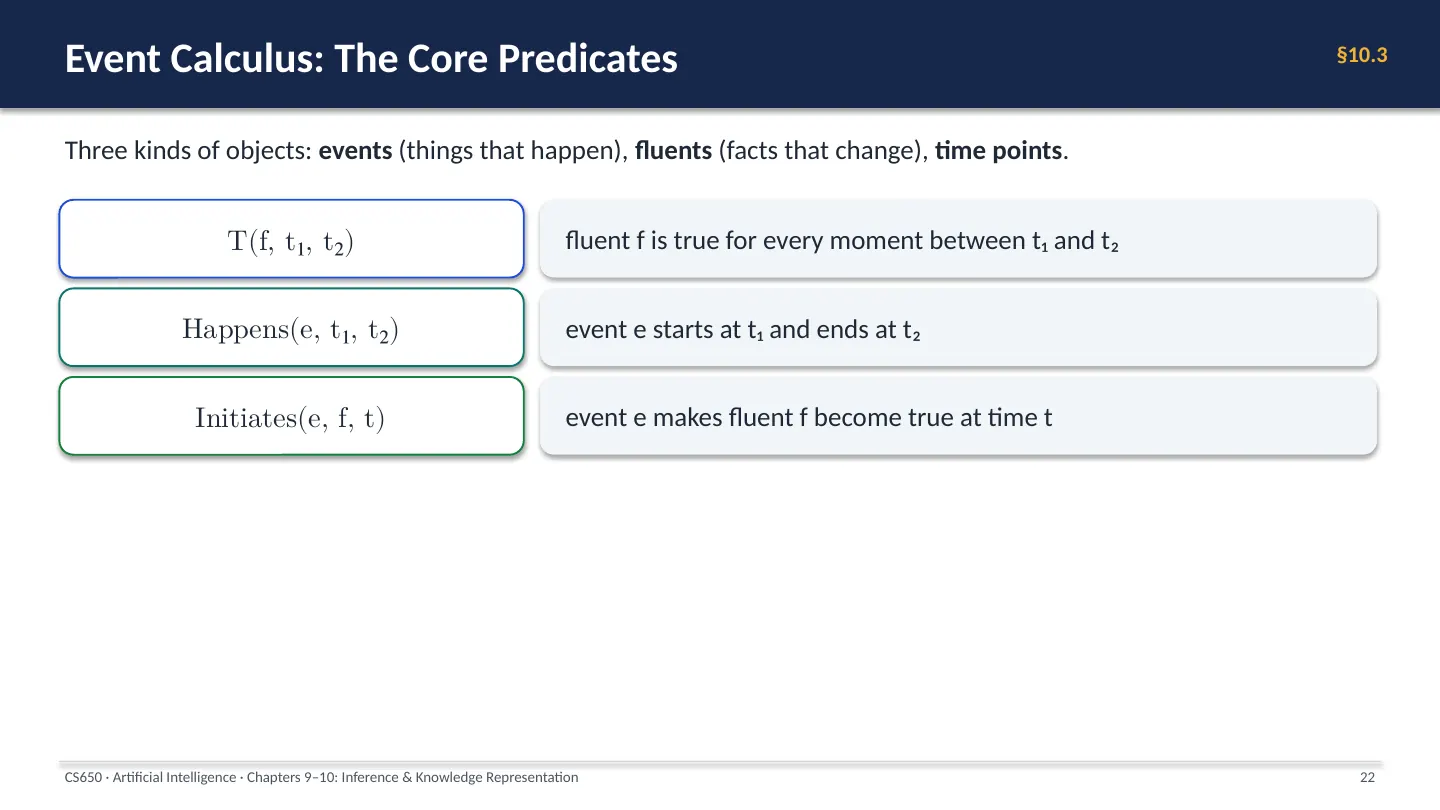 Event Calculus: The Core Predicates
§10.3
Three kinds of objects: events (things that happen), fluents (facts that change), time points.
T(f, t₁, t₂)
fluent f is true for every moment between t₁ and t₂
Happens(e, t₁, t₂)
event e starts at t₁ and ends at t₂
Initiates(e, f, t)
event e makes fluent f become true at time t
CS650 · Artificial Intelligence · Chapters 9–10: Inference & Knowledge Representation
22